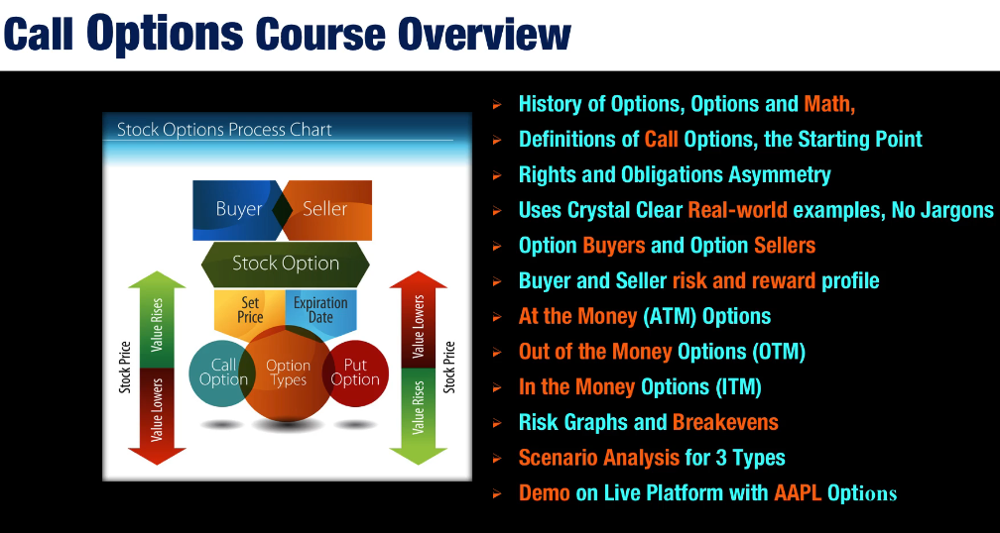 Call Options Course Overview
Stock Options Process Chart
Buyer
Seller
Stock Option
Set
Price
Expiration
Date
Call
Option
Option
Types
Put
Option
Stock Price
Value Rises
Value Lowers
Value Lowers
Value Rises
Stock Price
History of Options, Options and Math,
Definitions of Call Options, the Starting Point
Rights and Obligations Asymmetry
Uses Crystal Clear Real-world examples, No Jargons
Option Buyers and Option Sellers
Buyer and Seller risk and reward profile
At the Money (ATM) Options
Out of the Money Options (OTM)
In the Money Options (ITM)
Risk Graphs and Breakevens
Scenario Analysis for 3 Types
Demo on Live Platform with AAPL Options